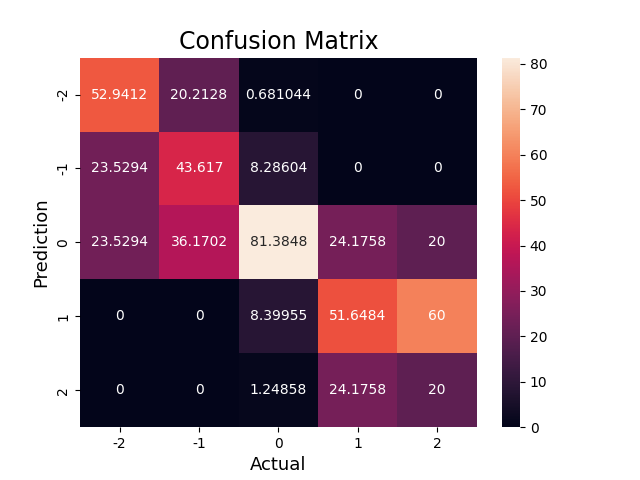 Confusion Matrix
-2 52.9412 20.2128 0.681044 0 0
-1 23.5294 43.617 8.28604 0 0
0 23.5294 36.1702 81.3848 24.1758 20
1 0 0 8.39955 51.6484 60
2 0 0 1.24858 24.1758 20
-2 -1 0 1 2
Actual
Prediction
80
70
60
50
40
30
20
10
0